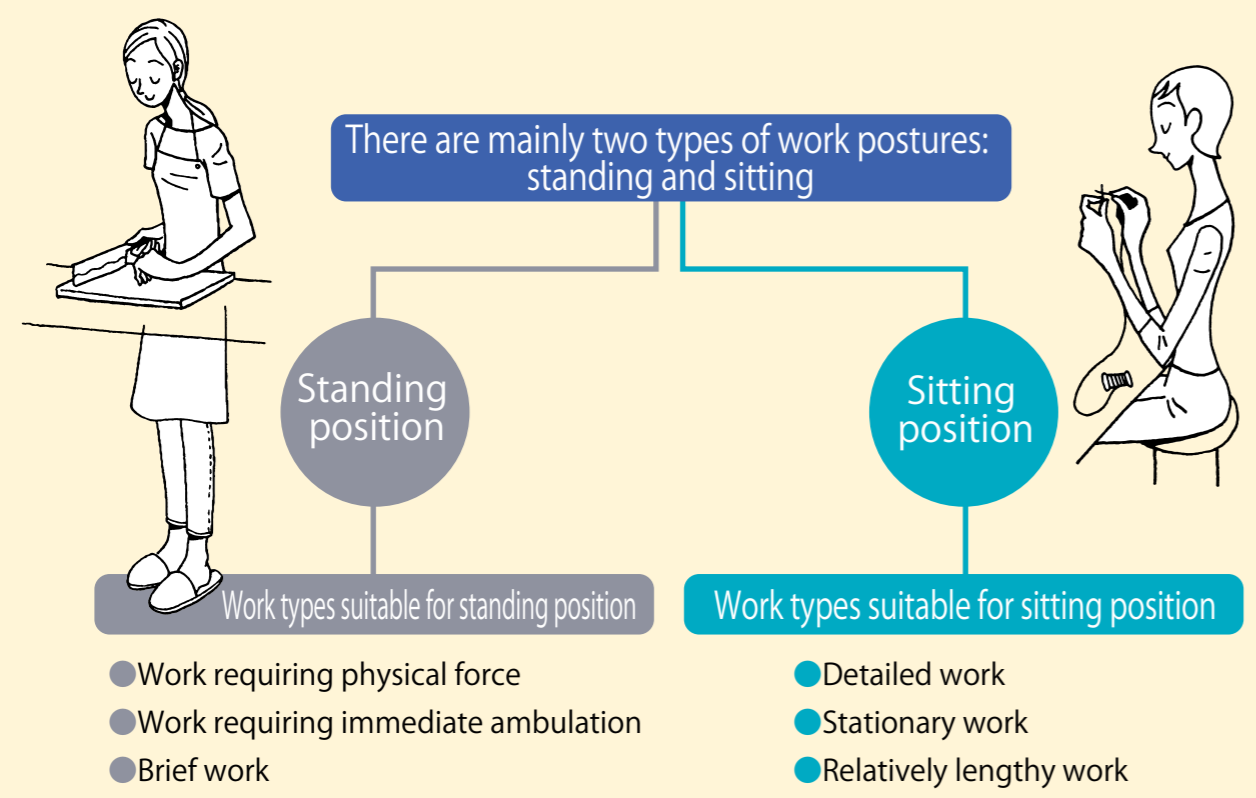 There are mainly two types of work postures:
standing and sitting
Standing
position
Sitting
position
Work types suitable for standing position
●Work requiring physical force
●Work requiring immediate ambulation
●Brief work
Work types suitable for sitting position
●Detailed work
●Stationary work
●Relatively lengthy work